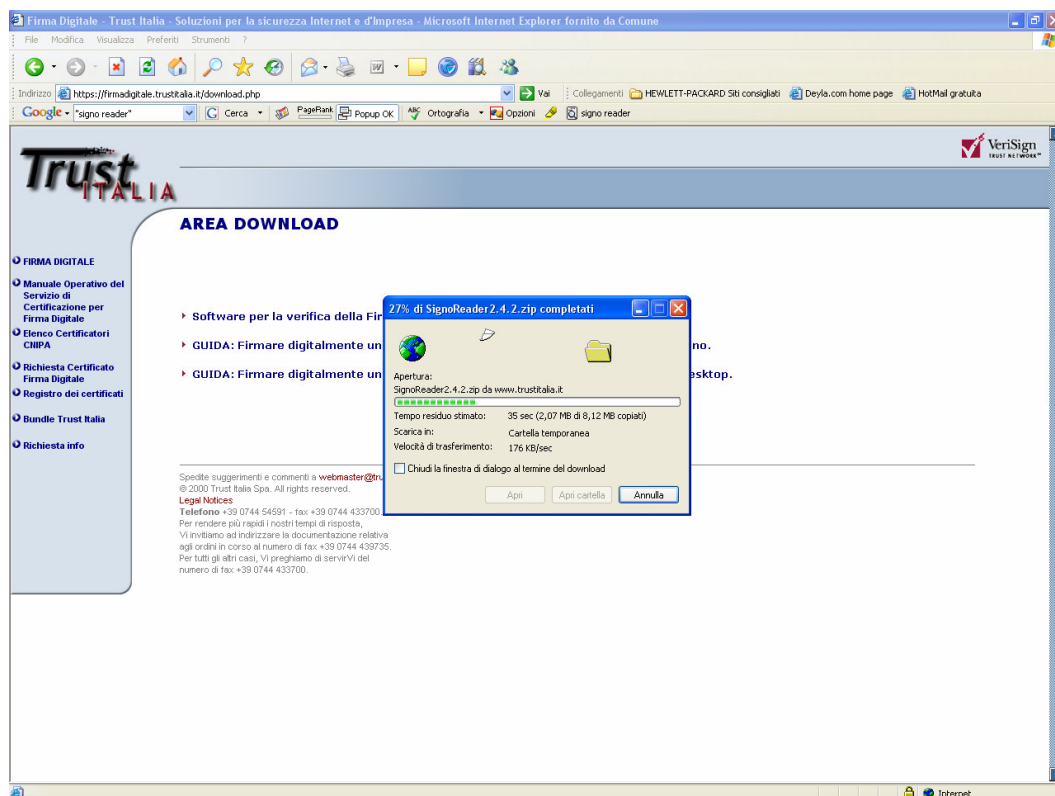 Firma Digitale - Trust Italia - Soluzioni per la sicurezza Internet e d'Impresa - Microsoft Internet Explorer fornito da Comune
File Modifica Visualizza Preferiti Strumenti ?
Indirizzo https://firmadigitale.trustitalia.it/download.php Vai Collegamenti HEWLETT-PACKARD Siti consigliati Deyla.com home page HotMail gratuita
Google "signo reader" Cerca PageRank Popup OK ABC Ortografia Opzioni signo reader
Trust ITALIA
VeriSign
TRUST NETWORK
AREA DOWNLOAD
FIRMA DIGITALE
Manuale Operativo del
Servizio di
Certificazione per
Firma Digitale
Elenco Certificatori
CNIPA
Richiesta Certificato
Firma Digitale
Registro dei certificati
Bundle Trust Italia
Richiesta info
Software per la verifica della Fir
GUIDA: Firmare digitalmente un no.
GUIDA: Firmare digitalmente un esktop.
27% di SignoReader2.4.2.zip completati
Apertura:
SignoReader2.4.2.zip da www.trustitalia.it
Tempo residuo stimato: 35 sec (2,07 MB di 8,12 MB copiati)
Scarica in: Cartella temporanea
Velocità di trasferimento: 176 KB/sec
Chiudi la finestra di dialogo al termine del download
Apri Apri cartella Annulla
Spedite suggerimenti e commenti a webmaster@tru
© 2000 Trust Italia Spa. All rights reserved.
Legal Notices
Telefono +39 0744 54591 - fax +39 0744 433700.
Per rendere più rapidi i nostri tempi di risposta,
Vi invitiamo ad indirizzare la documentazione relativa
agli ordini in corso al numero di fax +39 0744 439735.
Per tutti gli altri casi, Vi preghiamo di servirVi del
numero di fax +39 0744 433700.
Internet